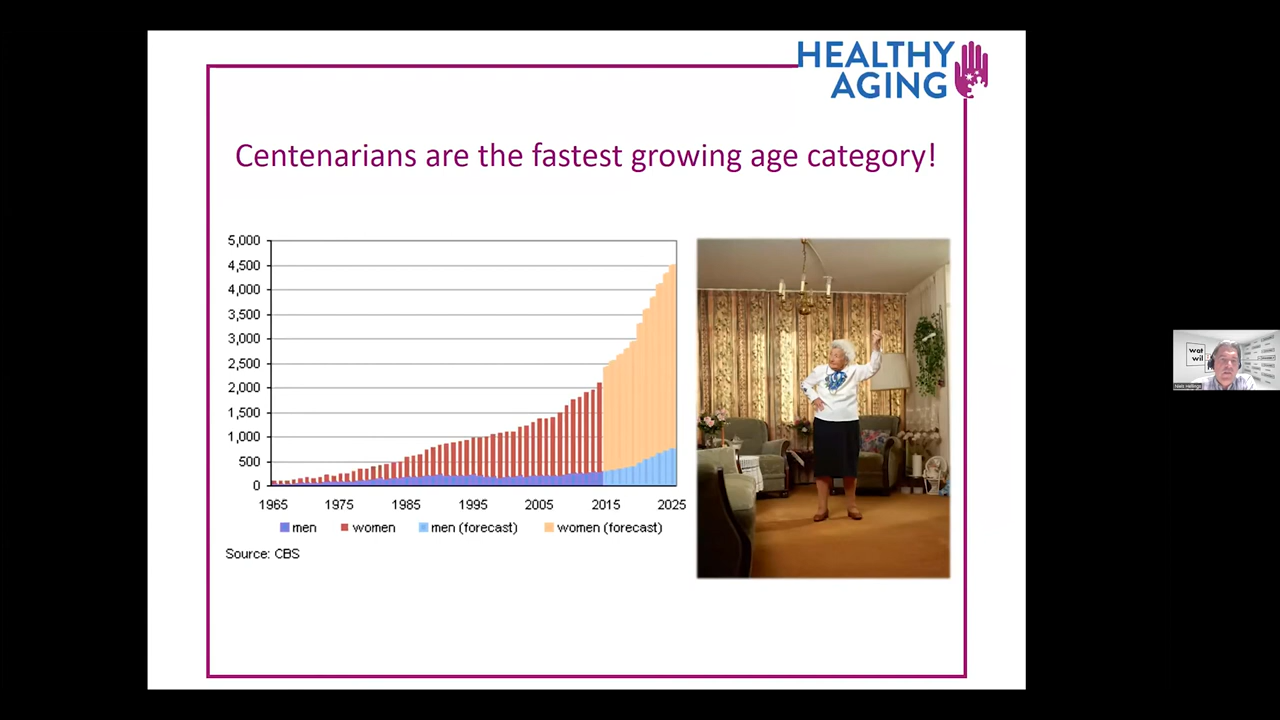 HEALTHY
AGING
Centenarians are the fastest growing age category!
5,000
4,500
4,000
3,500
3,000
2,500
2,000
1,500
1,000
500
0
1965 1975 1985 1995 2005 2015 2025
men women men (forecast) women (forecast)
Source: CBS
wat
wil